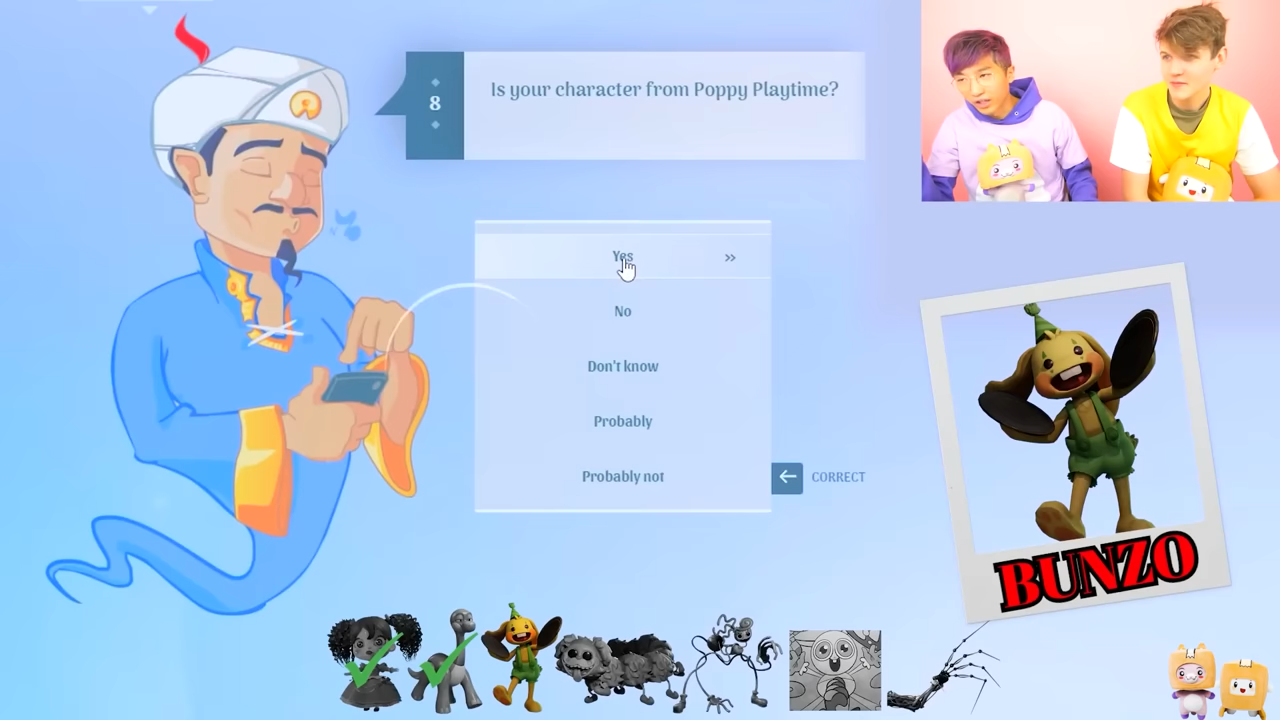 8
Is your character from Poppy Playtime?
Yes
No
Don't know
Probably
Probably not
CORRECT
BUNZO